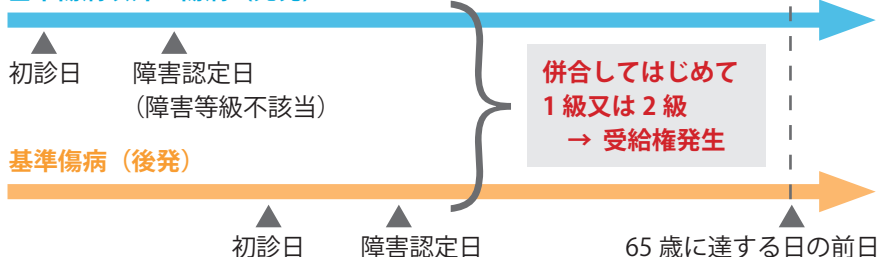 初診日
障害認定日
（障害等級不該当）
併合してはじめて
1 級又は 2 級
→ 受給権発生
基準傷病（後発）
初診日
障害認定日
65 歳に達する日の前日